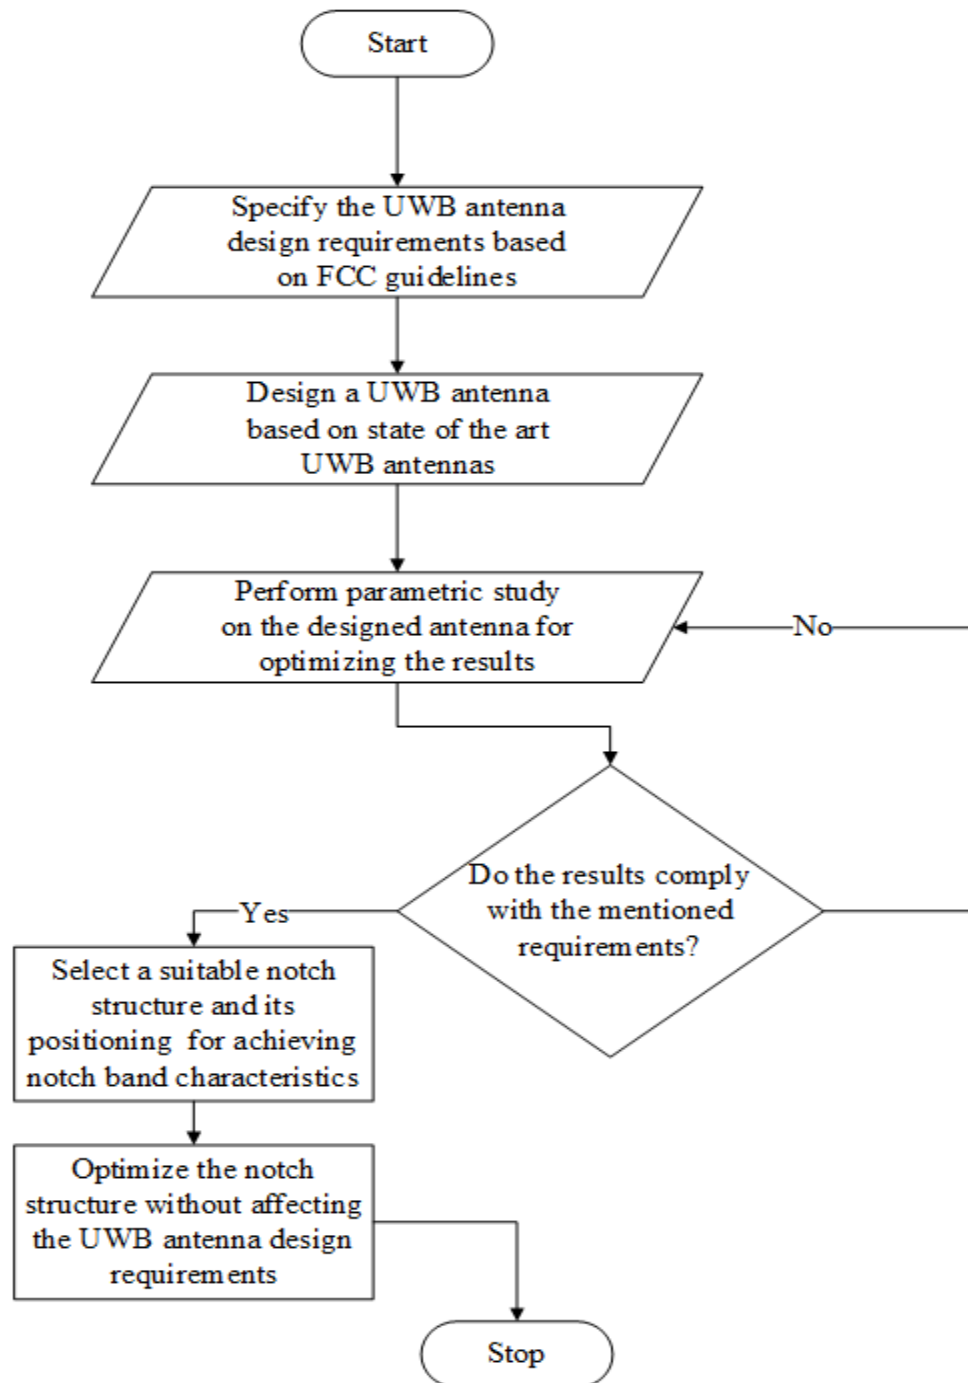 Start
Specify the UWB antenna
design requirements based
on FCC guidelines
Design a UWB antenna
based on state of the art
UWB antennas
Perform parametric study
on the designed antenna for
optimizing the results
No
Do the results comply
with the mentioned
requirements?
Yes
Select a suitable notch
structure and its
positioning for achieving
notch band characteristics
Optimize the notch
structure without affecting
the UWB antenna design
requirements
Stop